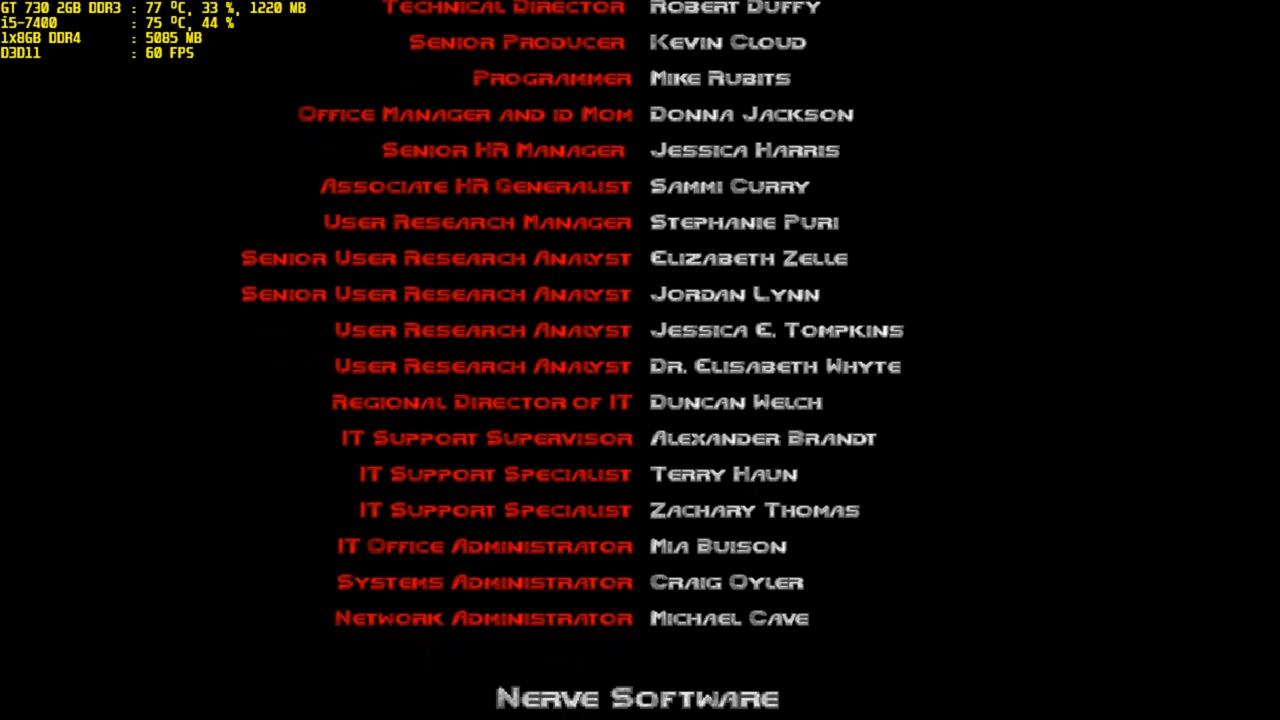 GT 730 2GB DDR3 : 77 ºC, 33 %, 1220 MB
i5-7400 : 75 ºC, 44 %
1x8GB DDR4 : 5085 MB
D3D11 : 60 FPS
Technical Director Robert Duffy
Senior Producer Kevin Cloud
Programmer Mike Rubits
Office Manager and id Mom Donna Jackson
Senior HR Manager Jessica Harris
Associate HR Generalist Sammi Curry
User Research Manager Stephanie Puri
Senior User Research Analyst Elizabeth Zelle
Senior User Research Analyst Jordan Lynn
User Research Analyst Jessica E. Tompkins
User Research Analyst Dr. Elisabeth Whyte
Regional Director of IT Duncan Welch
IT Support Supervisor Alexander Brandt
IT Support Specialist Terry Haun
IT Support Specialist Zachary Thomas
IT Office Administrator Mia Buison
Systems Administrator Craig Oyler
Network Administrator Michael Cave
Nerve Software